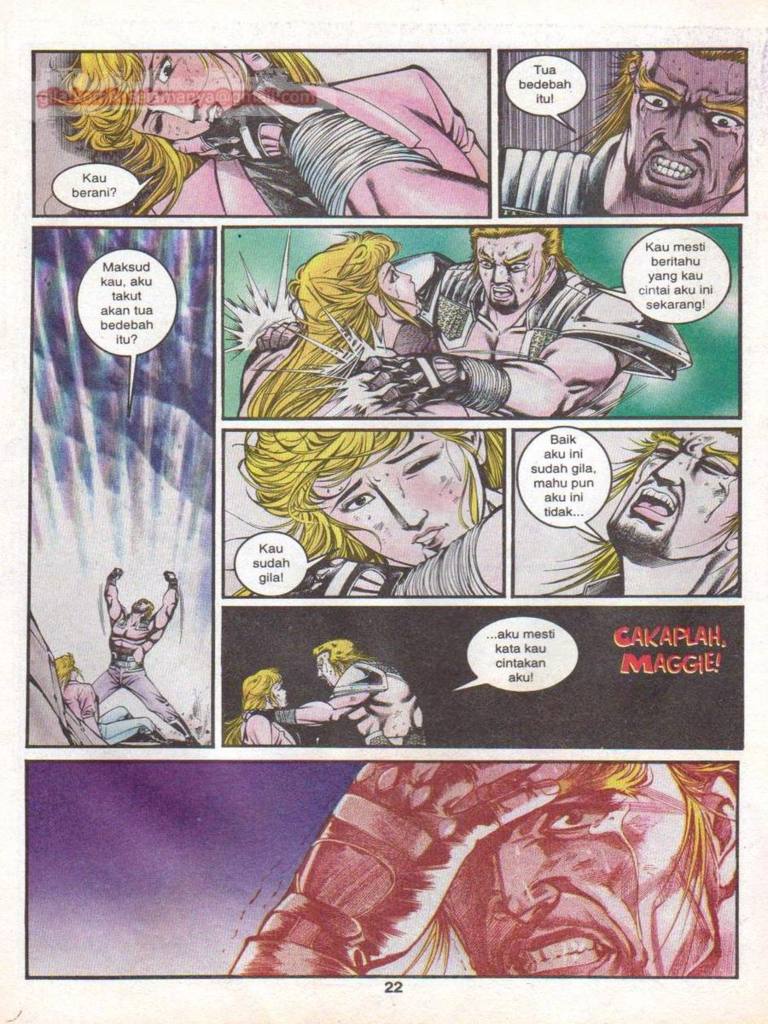 Kau
berani?
Tua
bedebah
itu!
Maksud
kau, aku
takut
akan tua
bedebah
itu?
Kau mesti
beritahu
yang kau
cintai aku ini
sekarang!
Kau
sudah
gila!
Baik
aku ini
sudah gila,
mahu pun
aku ini
tidak...
...aku mesti
kata kau
cintakan
aku!
CAKAPLAH,
MAGGIE!
22